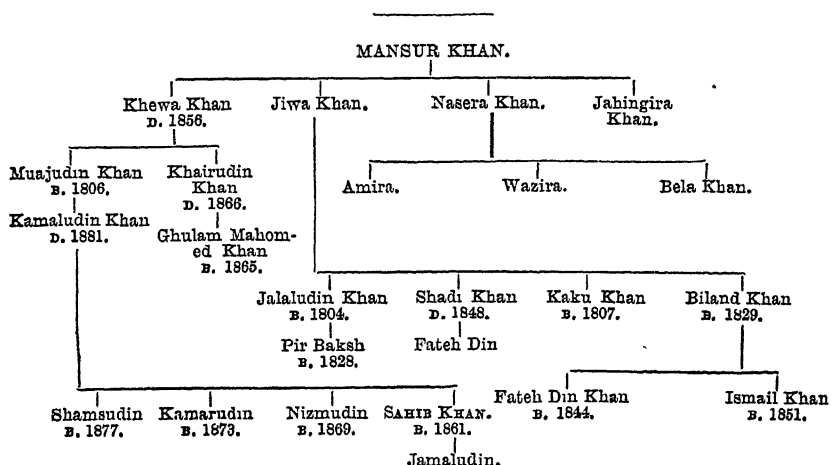 MANSUR KHAN.
Khewa Khan Jiwa Khan. Nasera Khan. Jahingira
D. 1856. Khan.
Muajudin Khan Khairudin
B. 1806. Khan Amira. Wazira. Bela Khan.
D. 1866.
Kamaludin Khan
D. 1881. Ghulam Mahom-
ed Khan
B. 1865.
Jalaludin Khan Shadi Khan Kaku Khan Biland Khan
B. 1804. D. 1848. B. 1807. B. 1829.
Pir Baksh Fateh Din
B. 1828.
Fateh Din Khan Ismail Khan
B. 1844. B. 1851.
Shamsudin Kamarudin Nizmudin SAHIB KHAN.
B. 1877. B. 1873. B. 1869. B. 1861.
Jamaludin.